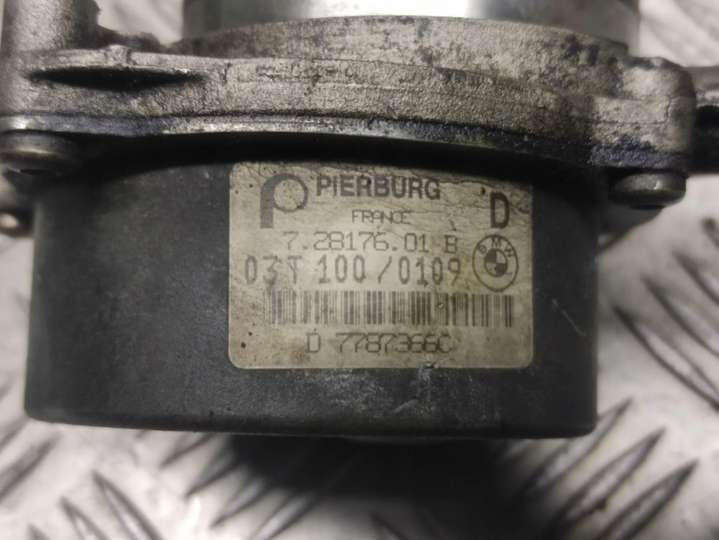 PIERBURG
D
FRANCE
7.28176.01 B
BMW
03T 100/0109
D 7787366C